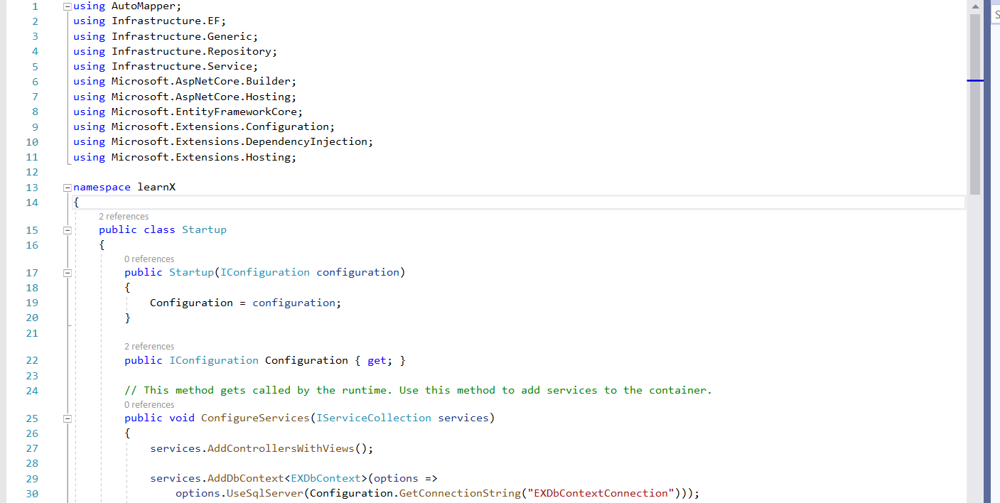 1 using AutoMapper;
2 using Infrastructure.EF;
3 using Infrastructure.Generic;
4 using Infrastructure.Repository;
5 using Infrastructure.Service;
6 using Microsoft.AspNetCore.Builder;
7 using Microsoft.AspNetCore.Hosting;
8 using Microsoft.EntityFrameworkCore;
9 using Microsoft.Extensions.Configuration;
10 using Microsoft.Extensions.DependencyInjection;
11 using Microsoft.Extensions.Hosting;
12
13 namespace learnX
14 {
2 references
15 public class Startup
16 {
0 references
17 public Startup(IConfiguration configuration)
18 {
19 Configuration = configuration;
20 }
21
2 references
22 public IConfiguration Configuration { get; }
23
24 // This method gets called by the runtime. Use this method to add services to the container.
0 references
25 public void ConfigureServices(IServiceCollection services)
26 {
27 services.AddControllersWithViews();
28
29 services.AddDbContext<EXDbContext>(options =>
30 options.UseSqlServer(Configuration.GetConnectionString("EXDbContextConnection")));